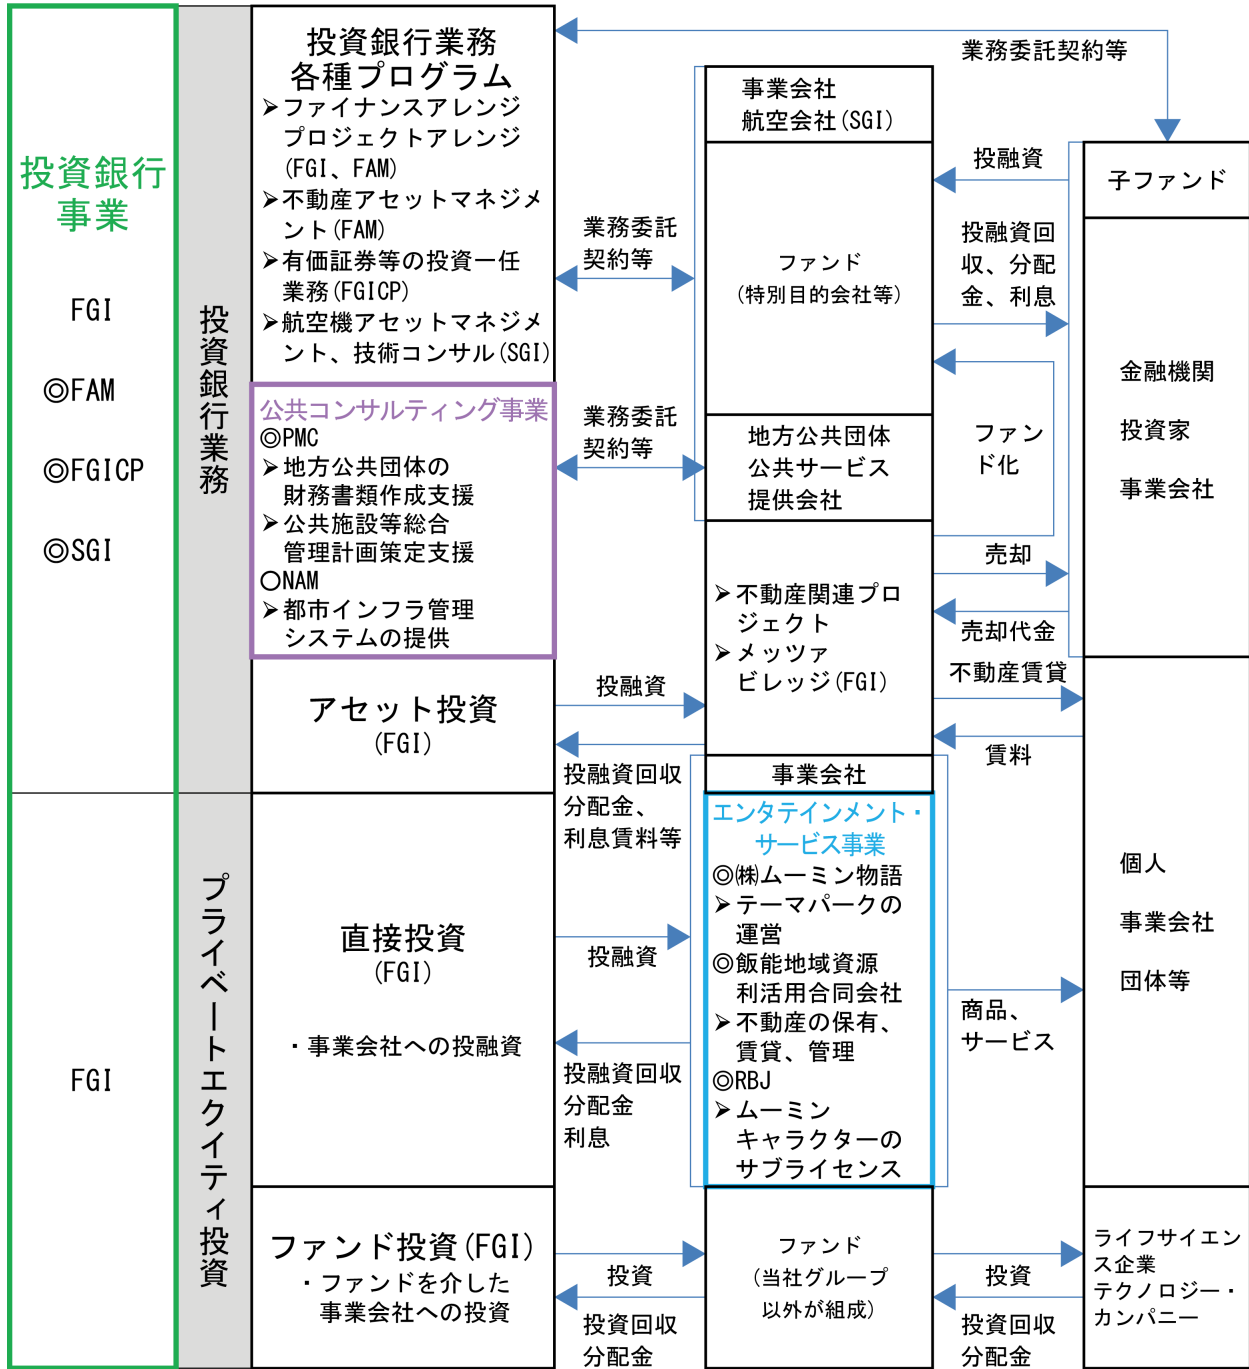 投資銀行
事業
FGI
◎FAM
◎FGICP
◎SGI
FGI
投資銀行業務
プライベートエクイティ投資
投資銀行業務
各種プログラム
➢ファイナンスアレンジ
プロジェクトアレンジ
(FGI、FAM)
➢不動産アセットマネジメ
ント(FAM)
➢有価証券等の投資一任
業務(FGICP)
➢航空機アセットマネジメ
ント、技術コンサル(SGI)
公共コンサルティング事業
◎PMC
➢地方公共団体の
財務書類作成支援
➢公共施設等総合
管理計画策定支援
○NAM
➢都市インフラ管理
システムの提供
アセット投資
(FGI)
直接投資
(FGI)
・事業会社への投融資
ファンド投資(FGI)
・ファンドを介した
事業会社への投資
業務委託
契約等
業務委託
契約等
投融資
投融資回収
分配金、
利息賃料等
投融資
投融資回収
分配金
利息
投資
投資回収
分配金
事業会社
航空会社(SGI)
ファンド
(特別目的会社等)
地方公共団体
公共サービス
提供会社
➢不動産関連プロ
ジェクト
➢メッツァ
ビレッジ(FGI)
事業会社
エンタテインメント・
サービス事業
◎㈱ムーミン物語
➢テーマパークの
運営
◎飯能地域資源
利活用合同会社
➢不動産の保有、
賃貸、管理
◎RBJ
➢ムーミン
キャラクターの
サブライセンス
ファンド
(当社グループ
以外が組成)
業務委託契約等
投融資
投融資回
収、分配
金、利息
ファン
ド化
売却
売却代金
不動産賃貸
賃料
商品、
サービス
投資
投資回収
分配金
子ファンド
金融機関
投資家
事業会社
個人
事業会社
団体等
ライフサイエン
ス企業
テクノロジー・
カンパニー